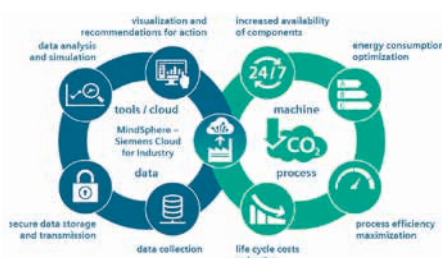 visualization and
recommendations for action
increased availability
of components
data analysis
and simulation
energy consumption
optimization
24/7
tools / cloud
machine
MindSphere –
Siemens Cloud
for Industry
CO₂
data
process
secure data storage
and transmission
data collection
life cycle costs
process efficiency
maximization